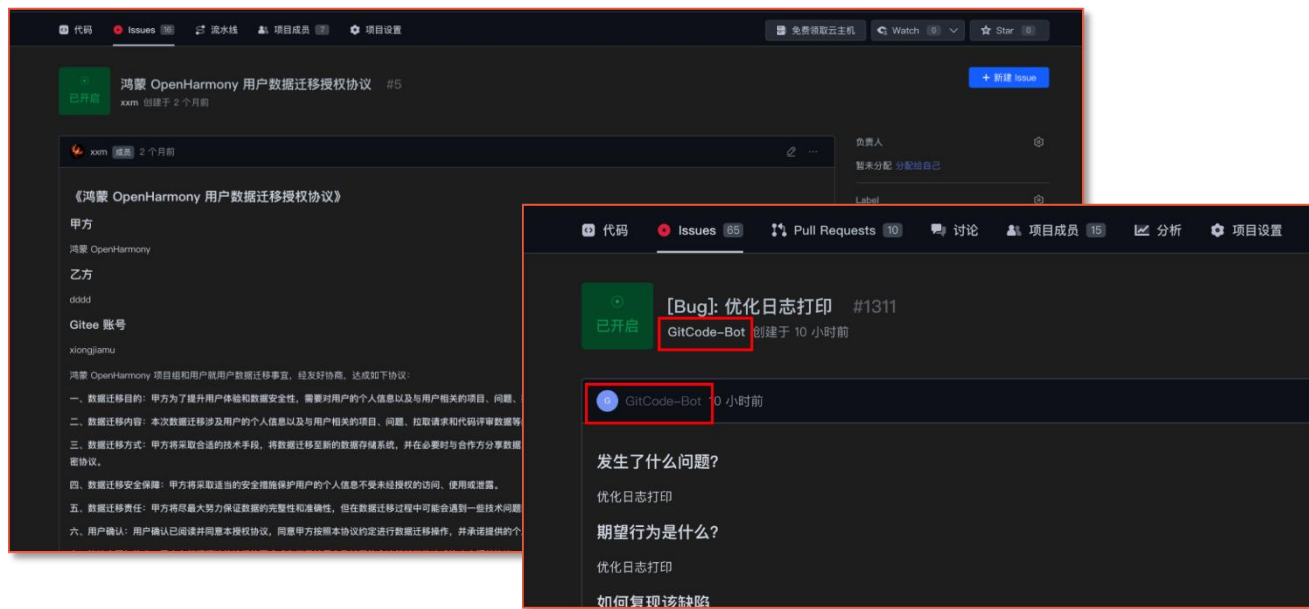 代码 Issues 16 流水线 项目成员 7 项目设置 免费领取云主机 Watch 0 Star 0
已开启
鸿蒙 OpenHarmony 用户数据迁移授权协议 #5
xxm 创建于 2 个月前
+ 新建 Issue
xxm 成员 2 个月前
负责人
暂未分配 分配给自己
Label
《鸿蒙 OpenHarmony 用户数据迁移授权协议》
甲方
鸿蒙 OpenHarmony
乙方
dddd
Gitee 账号
xiongjiamu
鸿蒙 OpenHarmony 项目组和用户就用户数据迁移事宜，经友好协商，达成如下协议：
一、数据迁移目的：甲方为了提升用户体验和数据安全性，需要对用户的个人信息以及与用户相关的项目、问题、
二、数据迁移内容：本次数据迁移涉及用户的个人信息以及与用户相关的项目、问题、拉取请求和代码评审数据等
三、数据迁移方式：甲方将采取合适的技术手段，将数据迁移至新的数据存储系统，并在必要时与合作方分享数据
密协议。
四、数据迁移安全保障：甲方将采取适当的安全措施保护用户的个人信息不受未经授权的访问、使用或泄露。
五、数据迁移责任：甲方将尽最大努力保证数据的完整性和准确性，但在数据迁移过程中可能会遇到一些技术问题
六、用户确认：用户确认已阅读并同意本授权协议，同意甲方按照本协议约定进行数据迁移操作，并承诺提供的个
代码 Issues 65 Pull Requests 10 讨论 项目成员 15 分析 项目设置
已开启
[Bug]: 优化日志打印 #1311
GitCode-Bot 创建于 10 小时前
G GitCode-Bot 10 小时前
发生了什么问题?
优化日志打印
期望行为是什么?
优化日志打印
如何复现该缺陷